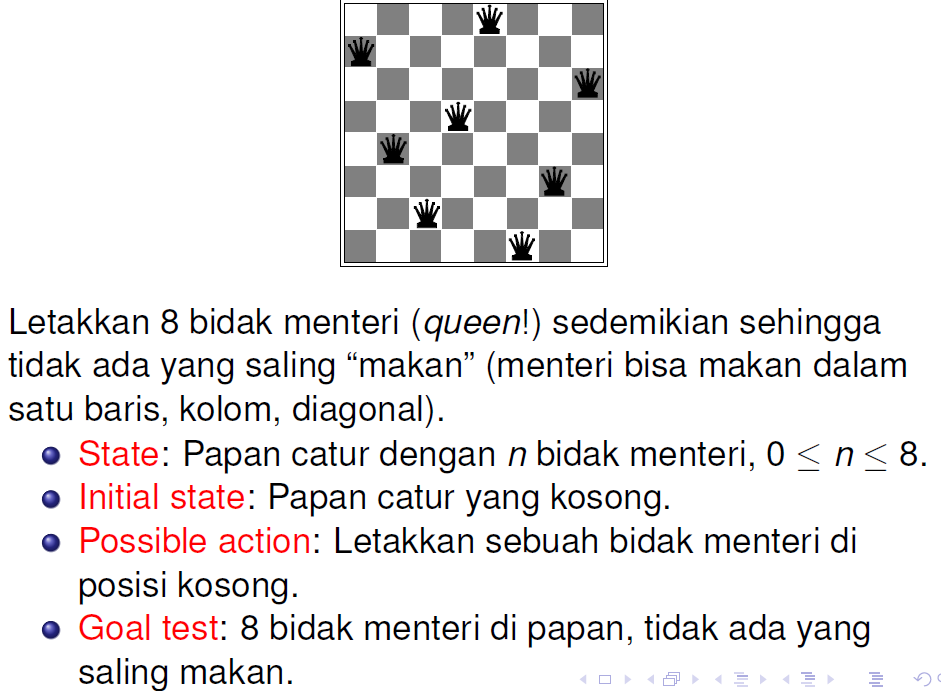 Letakkan 8 bidak menteri (queen!) sedemikian sehingga
tidak ada yang saling “makan” (menteri bisa makan dalam
satu baris, kolom, diagonal).
State: Papan catur dengan n bidak menteri, 0 ≤ n ≤ 8.
Initial state: Papan catur yang kosong.
Possible action: Letakkan sebuah bidak menteri di
posisi kosong.
Goal test: 8 bidak menteri di papan, tidak ada yang
saling makan.